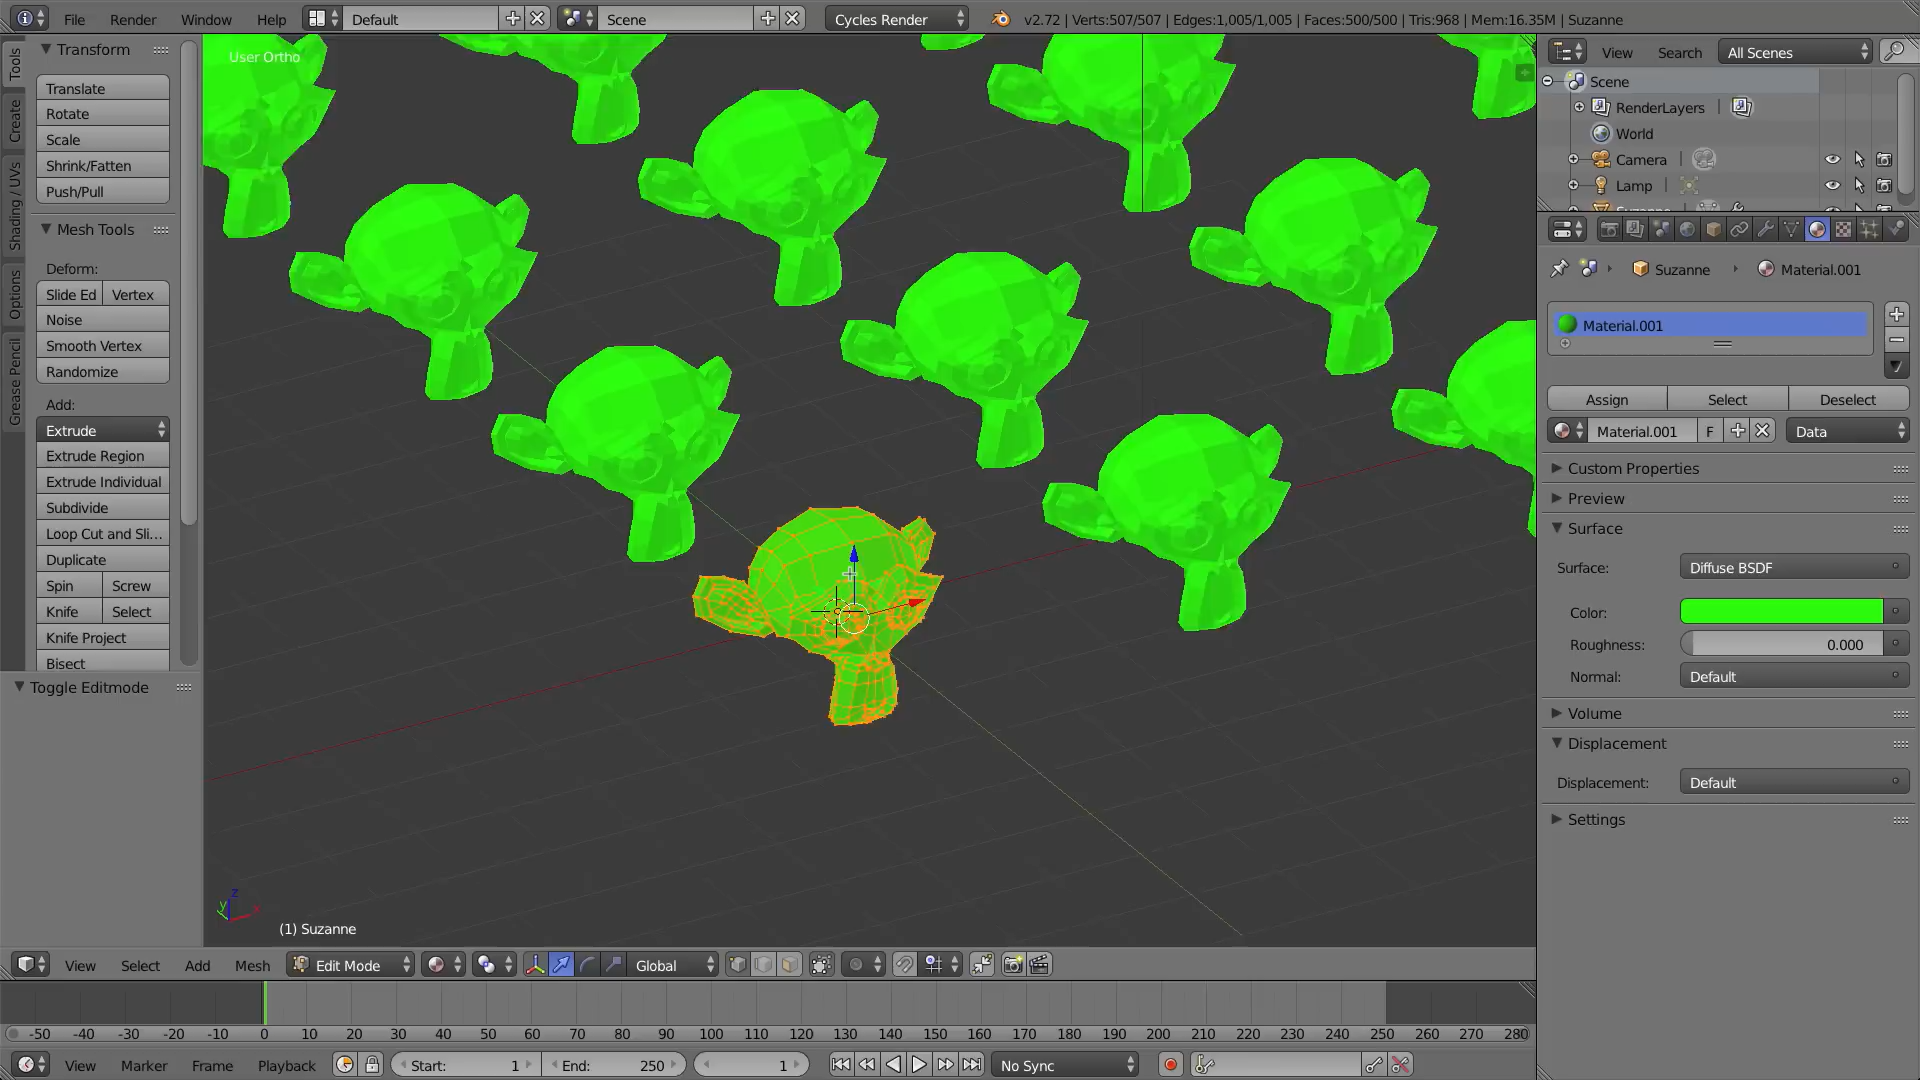 File Render Window Help Default Scene Cycles Render v2.72 | Verts:507/507 | Edges:1,005/1,005 | Faces:500/500 | Tris:968 | Mem:16.35M | Suzanne
Tools
Create
Shading / UVs
Options
Grease Pencil
Transform
Translate
Rotate
Scale
Shrink/Fatten
Push/Pull
Mesh Tools
Deform:
Slide Ed Vertex
Noise
Smooth Vertex
Randomize
Add:
Extrude
Extrude Region
Extrude Individual
Subdivide
Loop Cut and Sli...
Duplicate
Spin Screw
Knife Select
Knife Project
Bisect
Toggle Editmode
User Ortho
z
y
x
(1) Suzanne
View Search All Scenes
Scene
RenderLayers
World
Camera
Lamp
Suzanne Material.001
Material.001
Assign Select Deselect
Material.001 F Data
Custom Properties
Preview
Surface
Surface: Diffuse BSDF
Color:
Roughness: 0.000
Normal: Default
Volume
Displacement
Displacement: Default
Settings
View Select Add Mesh Edit Mode Global
-50 -40 -30 -20 -10 0 10 20 30 40 50 60 70 80 90 100 110 120 130 140 150 160 170 180 190 200 210 220 230 240 250 260 270 280
View Marker Frame Playback Start: 1 End: 250 1 No Sync